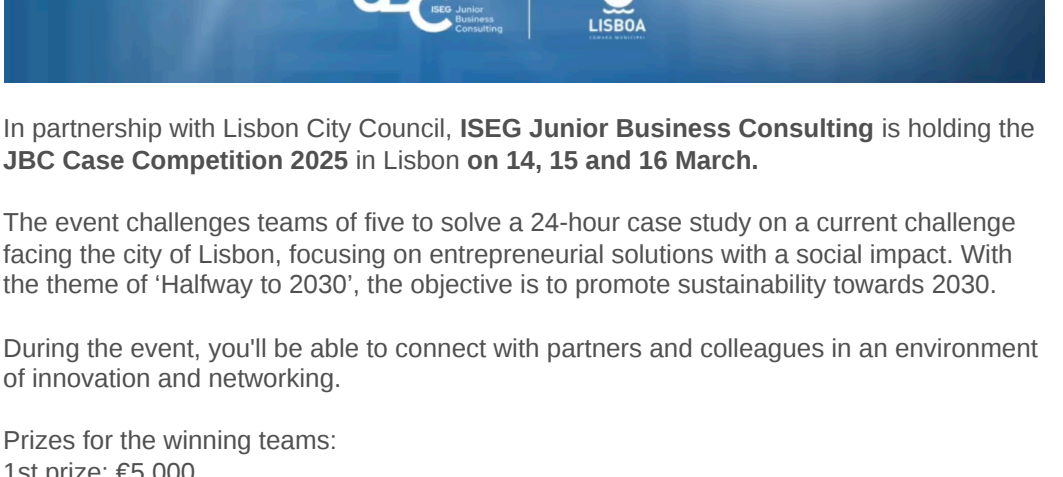 ISEG Junior
Business
Consulting
LISBOA
CÂMARA MUNICIPAL
In partnership with Lisbon City Council, ISEG Junior Business Consulting is holding the
JBC Case Competition 2025 in Lisbon on 14, 15 and 16 March.
The event challenges teams of five to solve a 24-hour case study on a current challenge
facing the city of Lisbon, focusing on entrepreneurial solutions with a social impact. With
the theme of ‘Halfway to 2030’, the objective is to promote sustainability towards 2030.
During the event, you'll be able to connect with partners and colleagues in an environment
of innovation and networking.
Prizes for the winning teams:
1st prize: €5,000